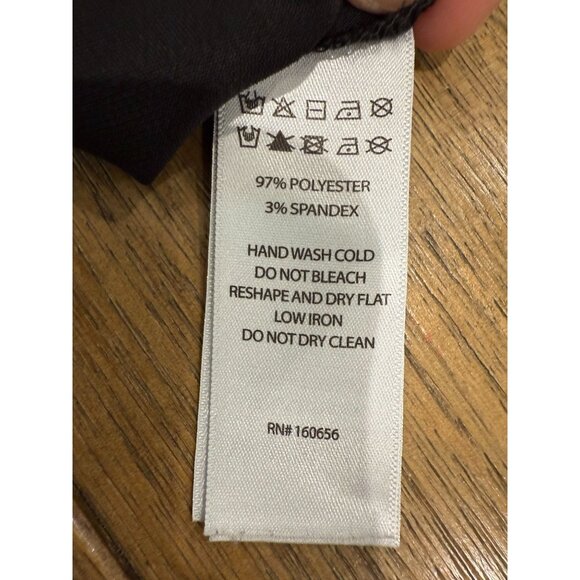 97% POLYESTER
3% SPANDEX
HAND WASH COLD
DO NOT BLEACH
RESHAPE AND DRY FLAT
LOW IRON
DO NOT DRY CLEAN
RN# 160656